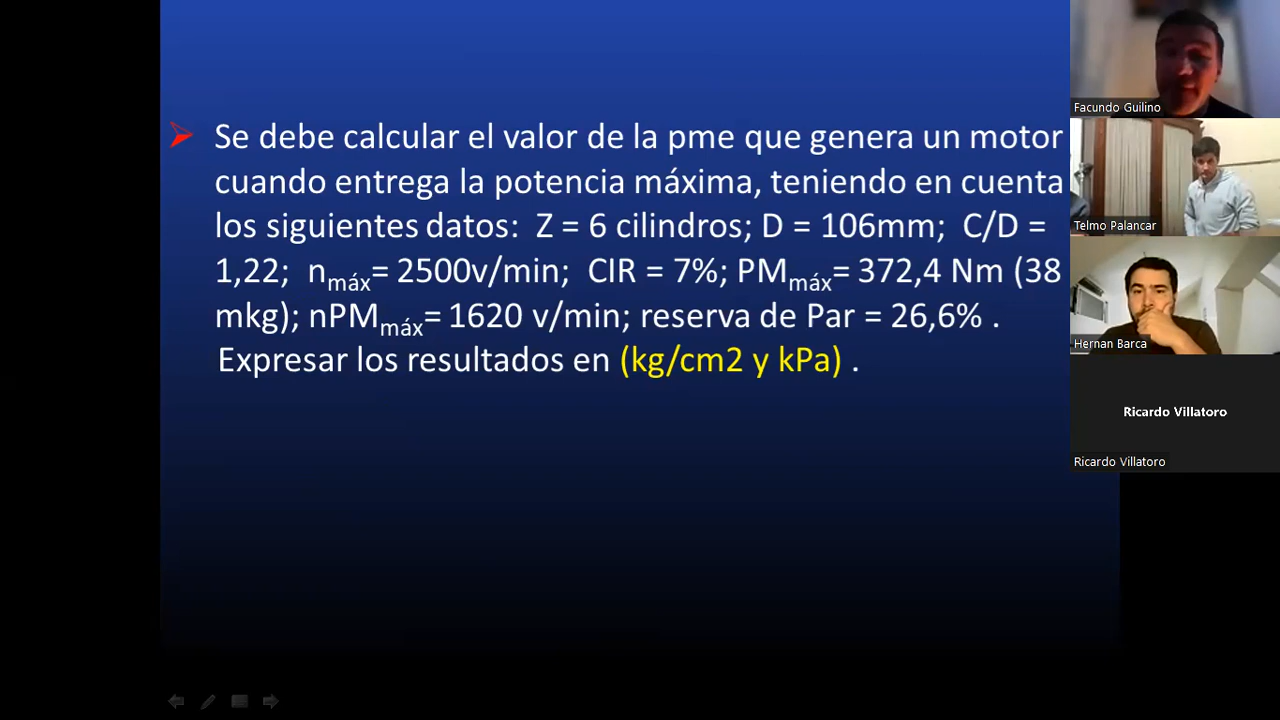 Se debe calcular el valor de la pme que genera un motor
cuando entrega la potencia máxima, teniendo en cuenta
los siguientes datos: Z = 6 cilindros; D = 106mm; C/D =
1,22; nmáx= 2500v/min; CIR = 7%; PMmáx= 372,4 Nm (38
mkg); nPMmáx= 1620 v/min; reserva de Par = 26,6% .
Expresar los resultados en (kg/cm2 y kPa) .
Facundo Guilino
Telmo Palancar
Hernan Barca
Ricardo Villatoro
Ricardo Villatoro